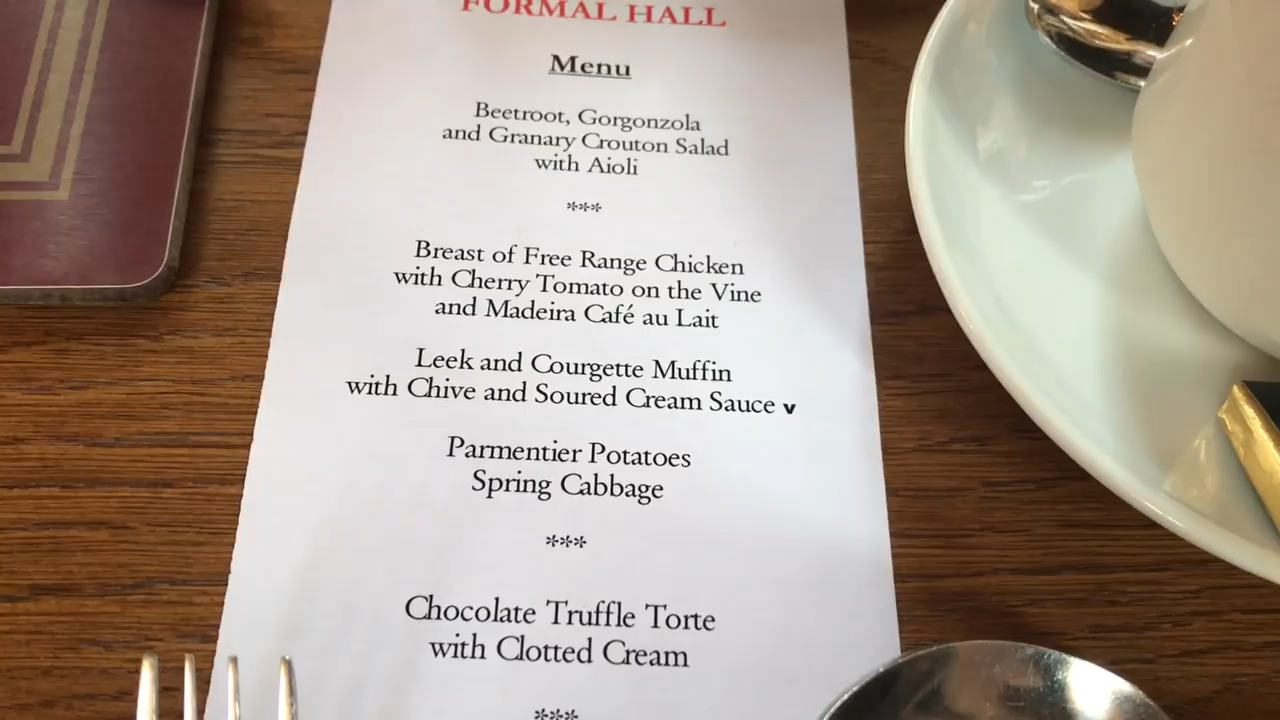 FORMAL HALL
Menu
Beetroot, Gorgonzola
and Granary Crouton Salad
with Aioli
***
Breast of Free Range Chicken
with Cherry Tomato on the Vine
and Madeira Café au Lait
Leek and Courgette Muffin
with Chive and Soured Cream Sauce v
Parmentier Potatoes
Spring Cabbage
***
Chocolate Truffle Torte
with Clotted Cream
***